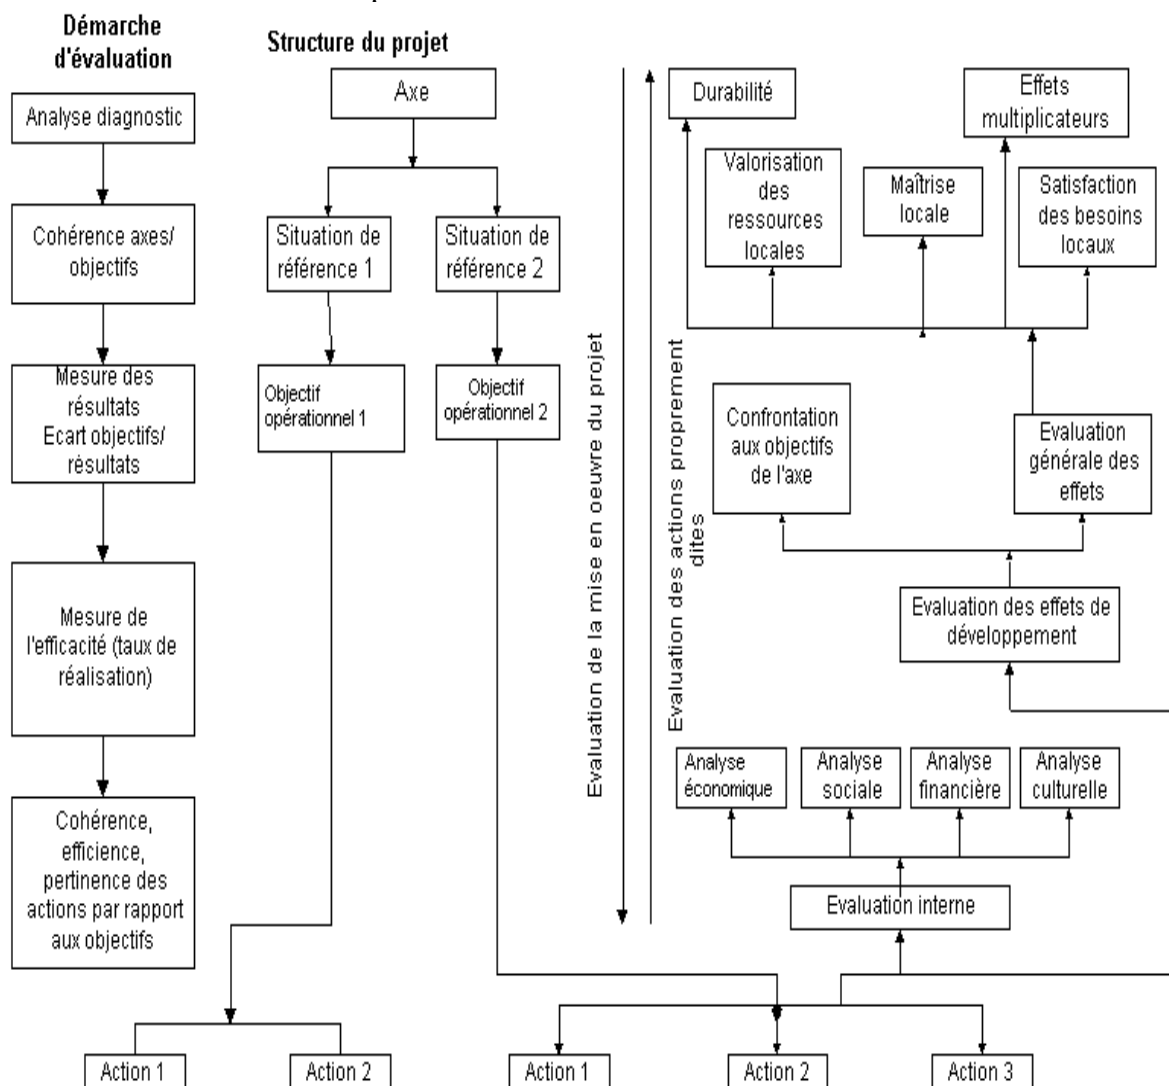 Démarche
d'évaluation
Analyse diagnostic
Cohérence axes/
objectifs
Mesure des
résultats
Ecart objectifs/
résultats
Mesure de
l'efficacité (taux de
réalisation)
Cohérence,
efficience,
pertinence des
actions par rapport
aux objectifs
Structure du projet
Axe
Situation de
référence 1
Situation de
référence 2
Objectif
opérationnel 1
Objectif
opérationnel 2
Action 1
Action 2
Action 1
Action 2
Action 3
Evaluation de la mise en oeuvre du projet
Evaluation des actions proprement
dites
Durabilité
Effets
multiplicateurs
Valorisation
des
ressources
locales
Maîtrise
locale
Satisfaction
des besoins
locaux
Confrontation
aux objectifs
de l'axe
Evaluation
générale des
effets
Evaluation des effets de
développement
Analyse
économique
Analyse
sociale
Analyse
financière
Analyse
culturelle
Evaluation interne